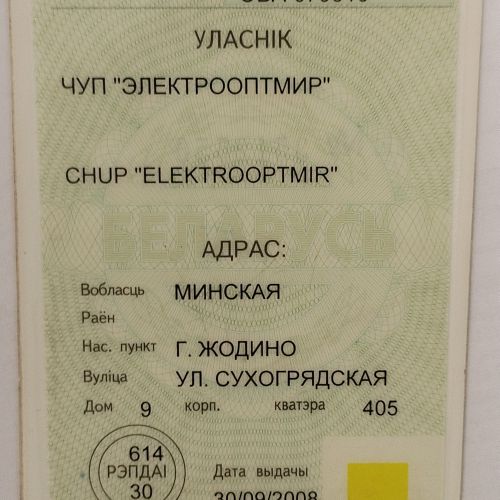 УЛАСНІК
ЧУП "ЭЛЕКТРООПТМИР"
CHUP "ELEKTROOPTMIR"
БЕЛАРУСЬ
АДРАС:
Вобласць МИНСКАЯ
Раён
Нас. пункт Г. ЖОДИНО
Вуліца УЛ. СУХОГРЯДСКАЯ
Дом 9 корп. кватэра 405
614
РЭПДАІ
30
Дата выдачы
30/09/2008